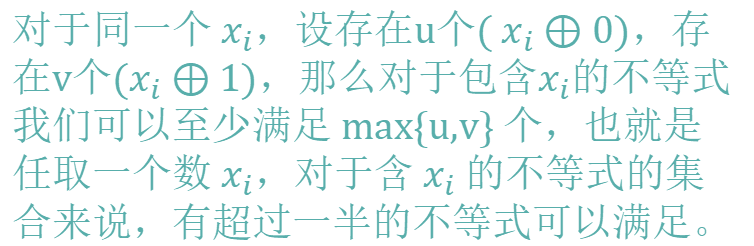 对于同一个 𝑥ᵢ，设存在u个( 𝑥ᵢ ⊕ 0)，存
在v个(𝑥ᵢ ⊕ 1)，那么对于包含𝑥ᵢ的不等式
我们可以至少满足 max{u,v} 个，也就是
任取一个数 𝑥ᵢ，对于含 𝑥ᵢ 的不等式的集
合来说，有超过一半的不等式可以满足。